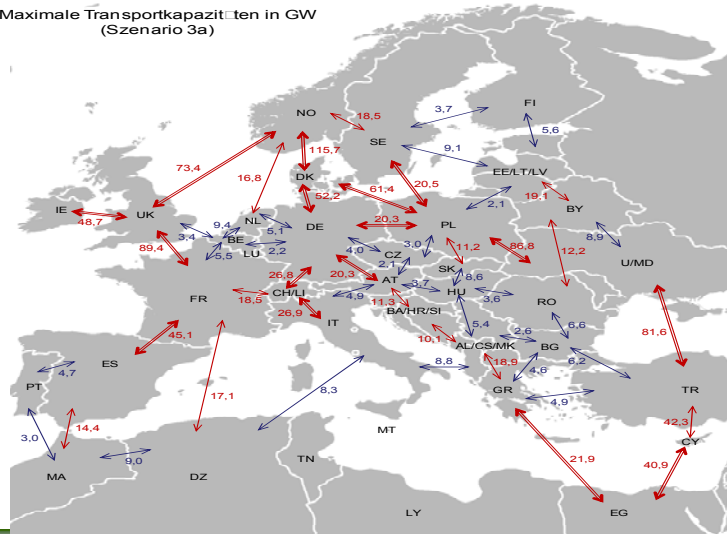 Maximale Transportkapazit□ten in GW
(Szenario 3a)
FI
NO
18,5
3,7
5,6
SE
115,7
9,1
73,4
16,8
DK
EE/LT/LV
61,4
20,5
52,2
2,1
19,1
BY
IE
UK
48,7
NL
9,4
5,1
DE
20,3
PL
3,4
BE
89,4
5,5
2,2
LU
4,0
CZ
3,0
11,2
86,8
12,2
8,9
U/MD
2,1
SK
26,8
20,3
AT
8,6
3,7
HU
3,6
FR
18,5
CH/LI
4,9
11,3
BA/HR/SI
RO
26,9
IT
5,4
6,6
81,6
45,1
10,1
2,6
AL/CS/MK
BG
ES
8,8
18,9
4,6
6,2
4,7
PT
8,3
GR
4,9
TR
17,1
3,0
14,4
MT
42,3
CY
9,0
21,9
40,9
MA
DZ
TN
LY
EG